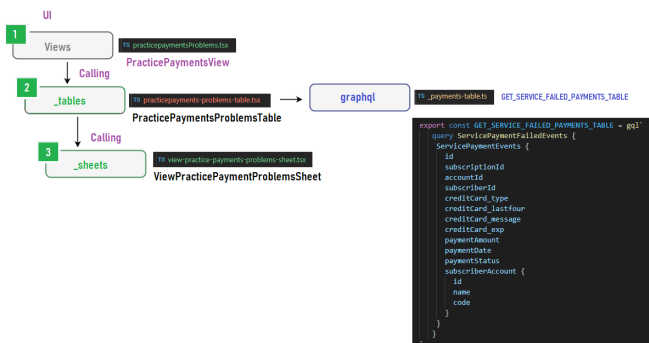 UI
1
Views
TS practicepaymentsProblems.tsx
PracticePaymentsView
Calling
2
_tables
TS practicepayments-problems-table.tsx
PracticePaymentsProblemsTable
graphql
TS _payments-table.ts
GET_SERVICE_FAILED_PAYMENTS_TABLE
Calling
3
_sheets
TS view-practice-payments-problems-sheet.tsx
ViewPracticePaymentProblemsSheet
export const GET_SERVICE_FAILED_PAYMENTS_TABLE = gql`
query ServicePaymentFailedEvents {
ServicePaymentEvents {
id
subscriptionId
accountId
subscriberId
creditCard_type
creditCard_lastfour
creditCard_message
creditCard_exp
paymentAmount
paymentDate
paymentStatus
subscriberAccount {
id
name
code
}
}
}